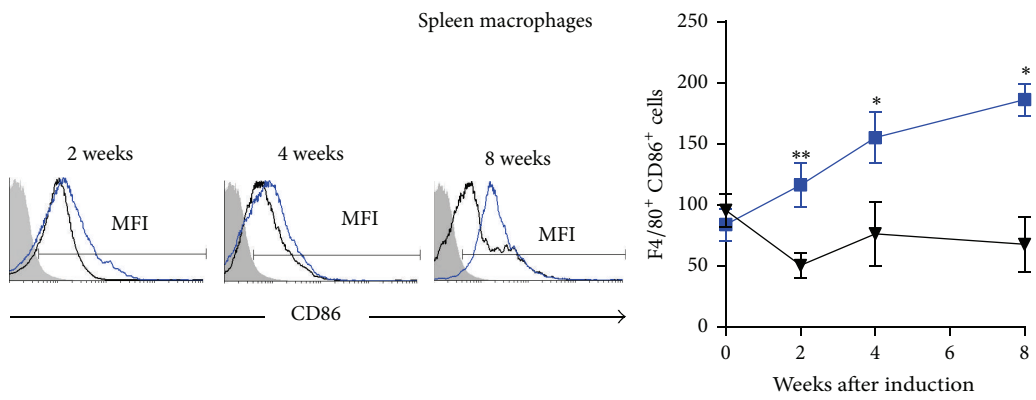 Spleen macrophages
2 weeks
4 weeks
8 weeks
MFI
MFI
MFI
CD86
F4/80⁺ CD86⁺ cells
250
200
150
100
50
0
**
*
*
0
2
4
6
8
Weeks after induction